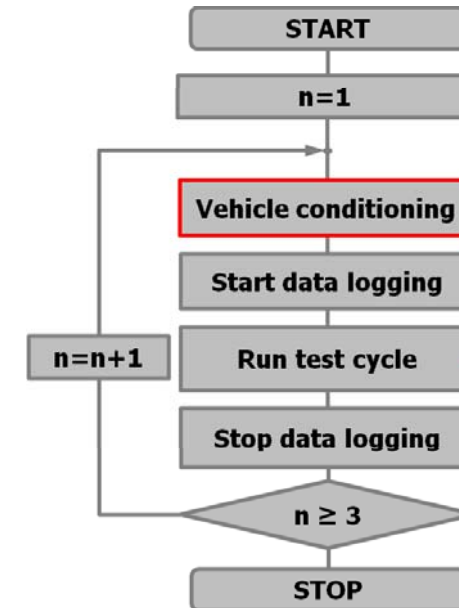 START
n=1
Vehicle conditioning
Start data logging
n=n+1
Run test cycle
Stop data logging
n ≥ 3
STOP